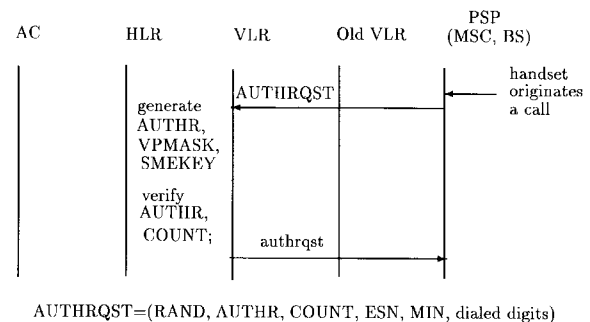 PSP
AC HLR VLR Old VLR (MSC, BS)
handset
originates
a call
AUTHRQST
generate
AUTHR,
VPMASK,
SMEKEY
verify
AUTHR,
COUNT;
authrqst
AUTHRQST=(RAND, AUTHR, COUNT, ESN, MIN, dialed digits)